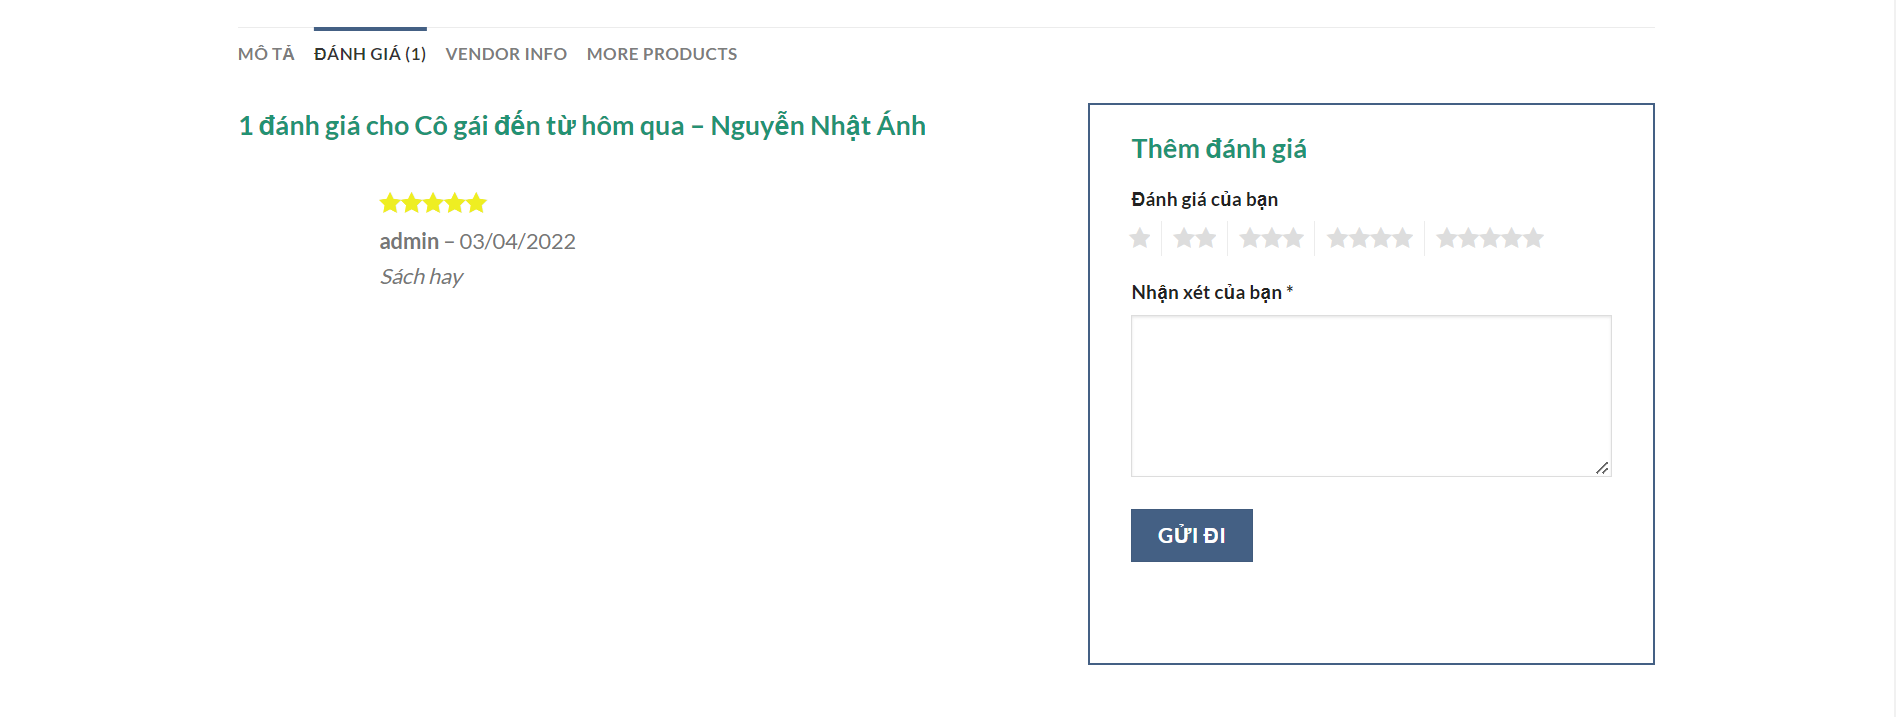 MÔ TẢ ĐÁNH GIÁ (1) VENDOR INFO MORE PRODUCTS
1 đánh giá cho Cô gái đến từ hôm qua – Nguyễn Nhật Ánh
admin – 03/04/2022
Sách hay
Thêm đánh giá
Đánh giá của bạn
Nhận xét của bạn *
GỬI ĐI